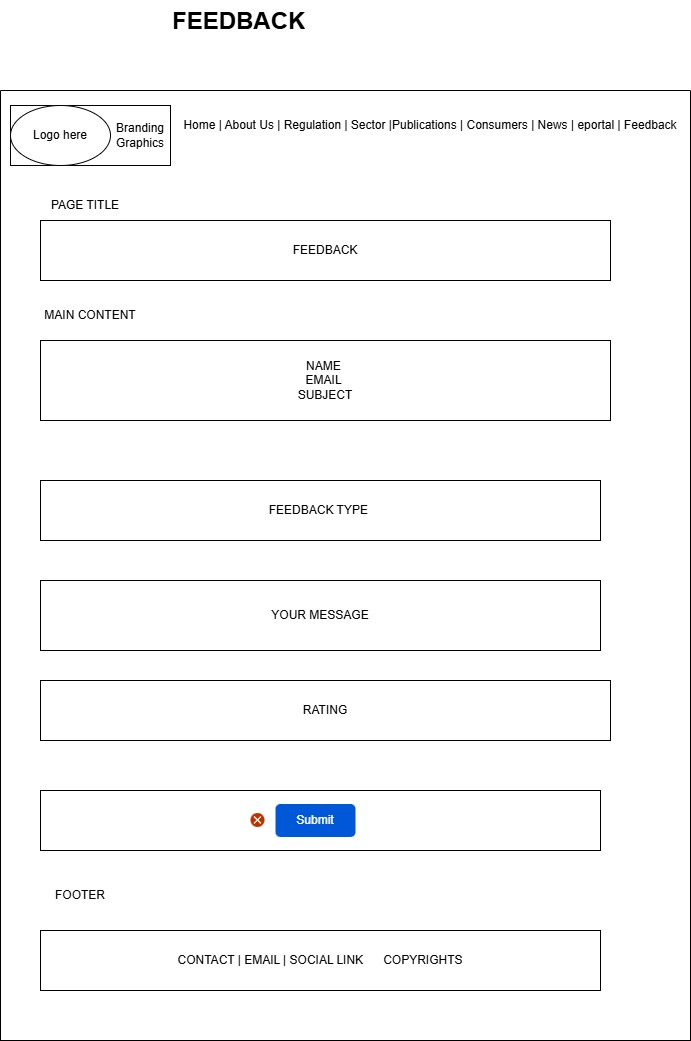 FEEDBACK
Logo here
Branding
Graphics
Home | About Us | Regulation | Sector |Publications | Consumers | News | eportal | Feedback
PAGE TITLE
FEEDBACK
MAIN CONTENT
NAME
EMAIL
SUBJECT
FEEDBACK TYPE
YOUR MESSAGE
RATING
Submit
FOOTER
CONTACT | EMAIL | SOCIAL LINK COPYRIGHTS